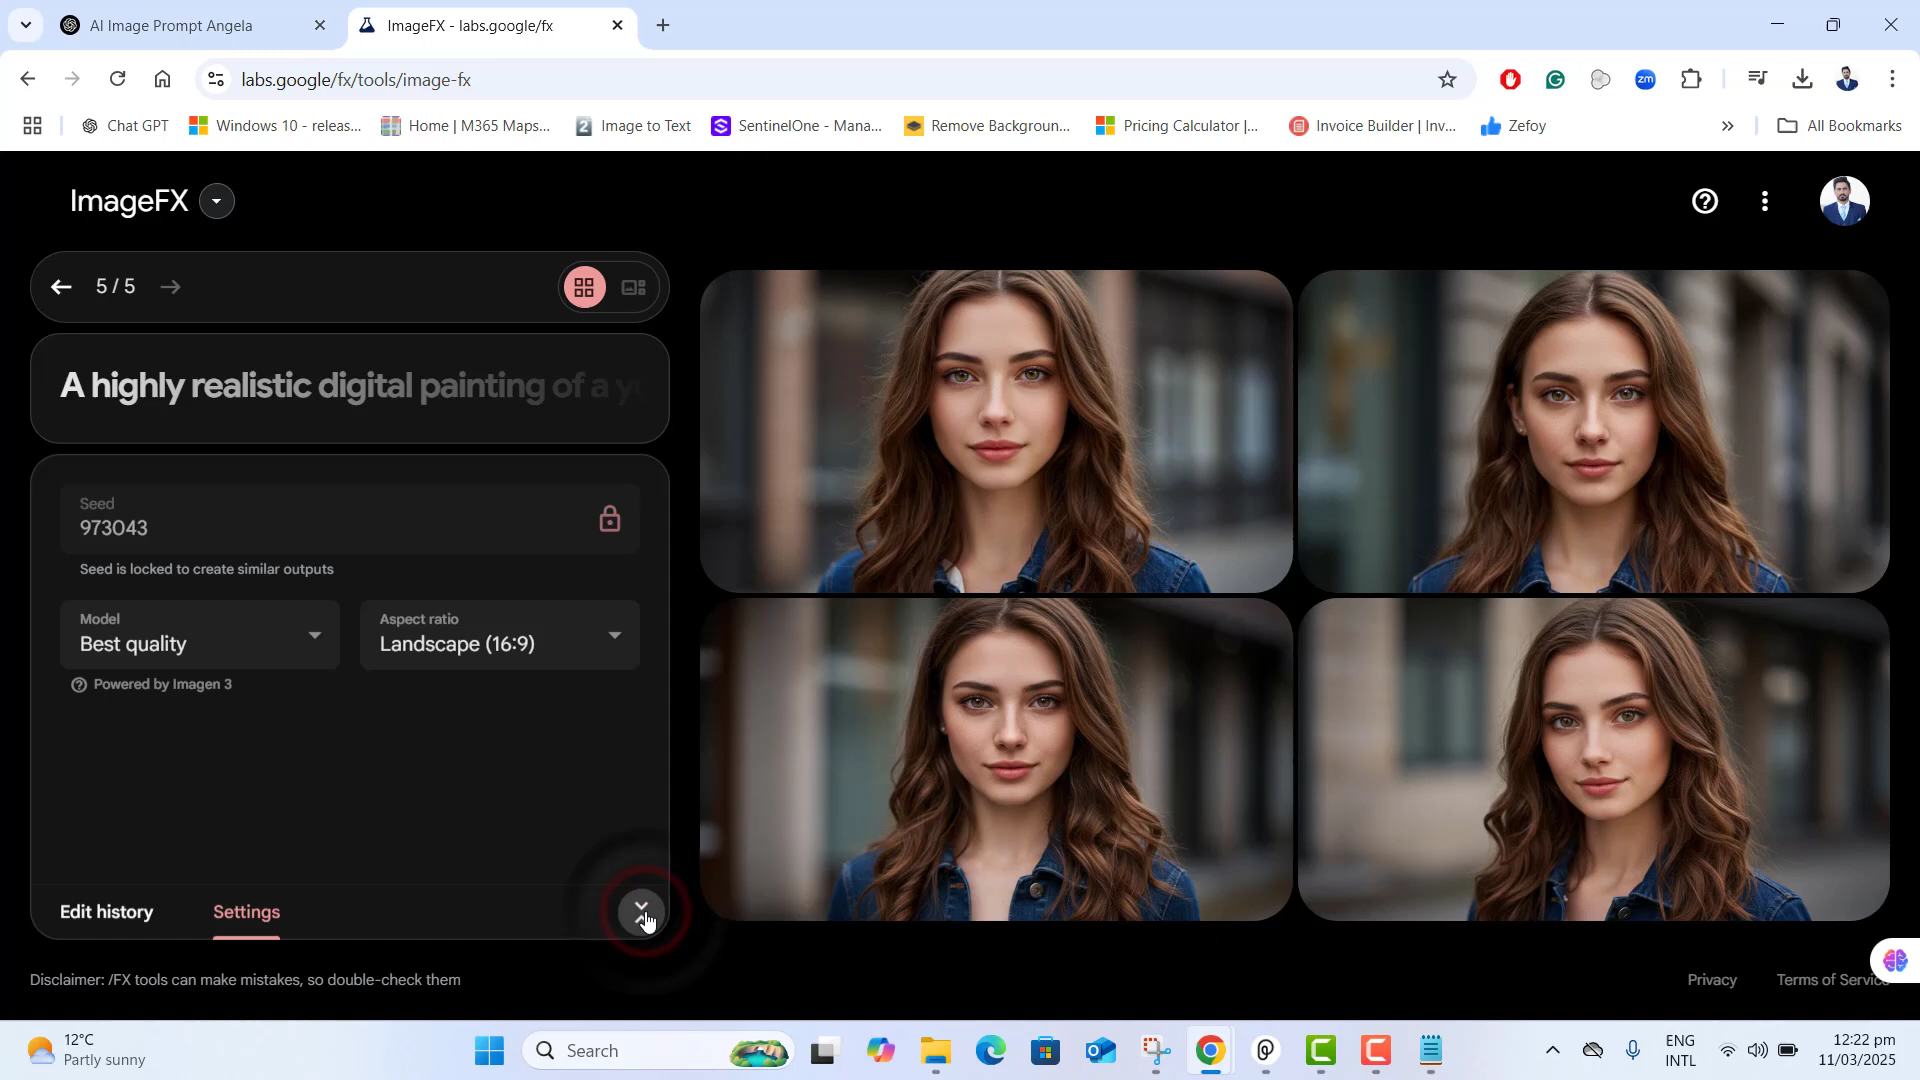 AI Image Prompt Angela
ImageFX - labs.google/fx
labs.google/fx/tools/image-fx
zm
Chat GPT
Windows 10 - releas...
Home | M365 Maps...
2
Image to Text
SentinelOne - Mana...
Remove Backgroun...
Pricing Calculator |...
Invoice Builder | Inv...
Zefoy
»
All Bookmarks
ImageFX
5 / 5
A highly realistic digital painting of a y
Seed
973043
Seed is locked to create similar outputs
Model
Best quality
Aspect ratio
Landscape (16:9)
Powered by Imagen 3
Edit history
Settings
Disclaimer: /FX tools can make mistakes, so double-check them
Privacy
Terms of Service
12°C
Partly sunny
Search
ENG
INTL
12:22 pm
11/03/2025